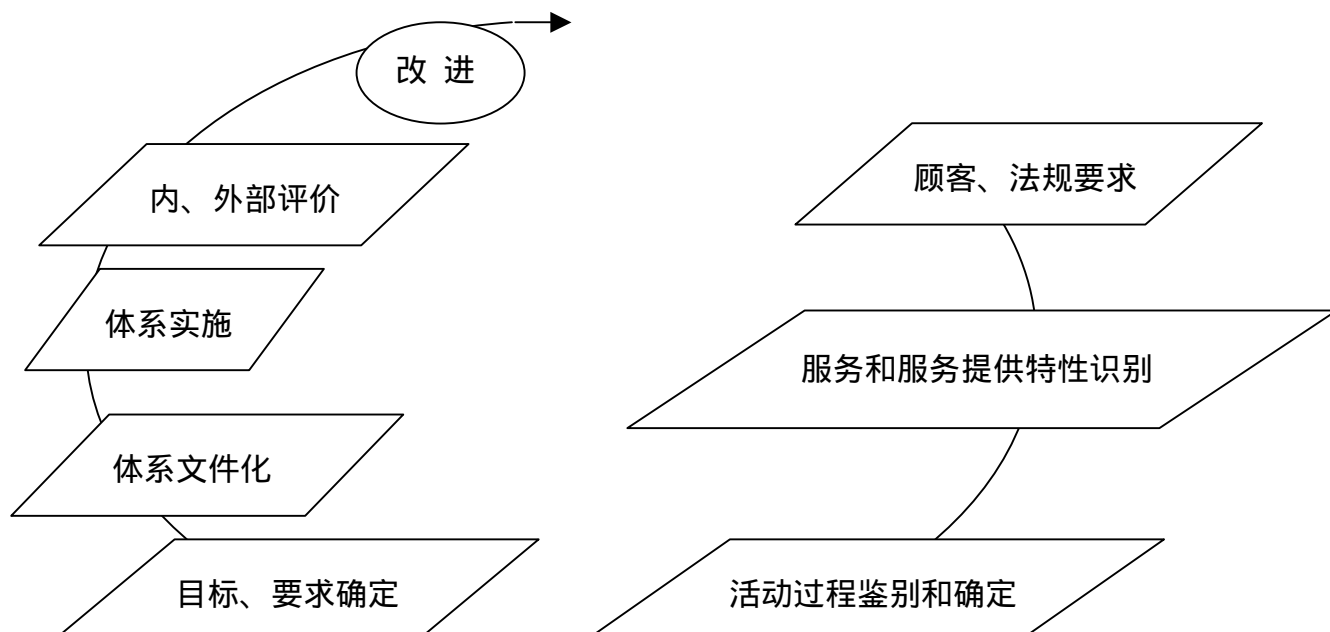 改 进
内、外部评价
顾客、法规要求
体系实施
服务和服务提供特性识别
体系文件化
目标、要求确定
活动过程鉴别和确定